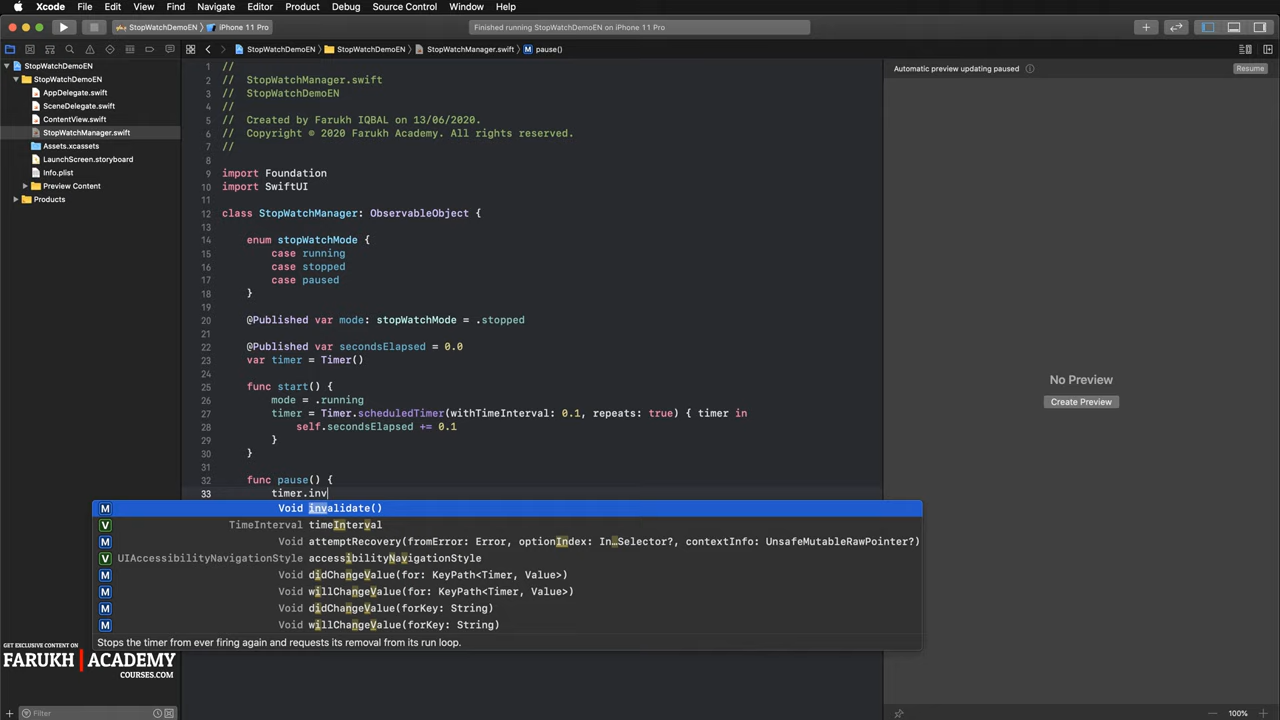 Xcode File Edit View Find Navigate Editor Product Debug Source Control Window Help
StopWatchDemoEN iPhone 11 Pro Finished running StopWatchDemoEN on iPhone 11 Pro
StopWatchDemoEN StopWatchDemoEN StopWatchManager.swift M pause()
StopWatchDemoEN
StopWatchDemoEN
AppDelegate.swift
SceneDelegate.swift
ContentView.swift
StopWatchManager.swift
Assets.xcassets
LaunchScreen.storyboard
Info.plist
Preview Content
Products
1 //
2 // StopWatchManager.swift
3 // StopWatchDemoEN
4 //
5 // Created by Farukh IQBAL on 13/06/2020.
6 // Copyright © 2020 Farukh Academy. All rights reserved.
7 //
8
9 import Foundation
10 import SwiftUI
11
12 class StopWatchManager: ObservableObject {
13
14 enum stopWatchMode {
15 case running
16 case stopped
17 case paused
18 }
19
20 @Published var mode: stopWatchMode = .stopped
21
22 @Published var secondsElapsed = 0.0
23 var timer = Timer()
24
25 func start() {
26 mode = .running
27 timer = Timer.scheduledTimer(withTimeInterval: 0.1, repeats: true) { timer in
28 self.secondsElapsed += 0.1
29 }
30 }
31
32 func pause() {
33 timer.inv
M Void invalidate()
V TimeInterval timeInterval
M Void attemptRecovery(fromError: Error, optionIndex: In…Selector?, contextInfo: UnsafeMutableRawPointer?)
V UIAccessibilityNavigationStyle accessibilityNavigationStyle
M Void didChangeValue(for: KeyPath<Timer, Value>)
M Void willChangeValue(for: KeyPath<Timer, Value>)
M Void didChangeValue(forKey: String)
M Void willChangeValue(forKey: String)
Stops the timer from ever firing again and requests its removal from its run loop.
Automatic preview updating paused Resume
No Preview
Create Preview
GET EXCLUSIVE CONTENT ON
FARUKH ACADEMY
COURSES.COM
Filter
100%